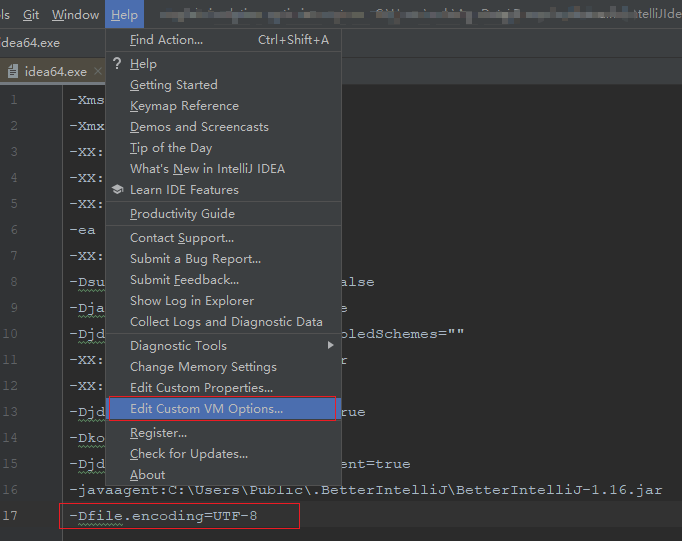 ls Git Window Help IntelliJIde
idea64.exe
idea64.exe
Find Action... Ctrl+Shift+A
? Help
Getting Started
Keymap Reference
Demos and Screencasts
Tip of the Day
What's New in IntelliJ IDEA
Learn IDE Features
Productivity Guide
Contact Support...
Submit a Bug Report...
Submit Feedback...
Show Log in Explorer
Collect Logs and Diagnostic Data
Diagnostic Tools
Change Memory Settings
Edit Custom Properties...
Edit Custom VM Options...
Register...
Check for Updates...
About
1 -Xms
2 -Xmx
3 -XX:
4 -XX:
5 -XX:
6 -ea
7 -XX:
8 -Dsu alse
9 -Dja e
10 -Djd bledSchemes=""
11 -XX: r
12 -XX:
13 -Djd rue
14 -Dko
15 -Djd ent=true
16 -javaagent:C:\Users\Public\.BetterIntelliJ\BetterIntelliJ-1.16.jar
17 -Dfile.encoding=UTF-8